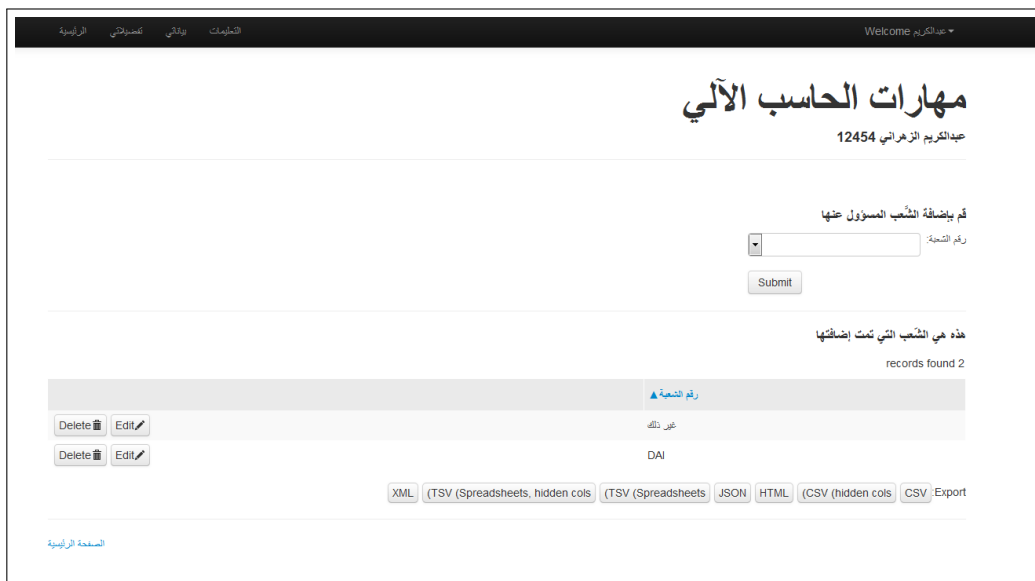 عبدالكريم Welcome التعليمات بياناتي تفضيلاتي الرئيسية
مهارات الحاسب الآلي
عبدالكريم الزهراني 12454
قم بإضافة الشُّعب المسؤول عنها
رقم الشعبة:
Submit
هذه هي الشُّعب التي تمت إضافتها
records found 2
رقم الشعبة▲
غير ذلك Edit Delete
DAI Edit Delete
Export: CSV (CSV (hidden cols HTML JSON (TSV (Spreadsheets (TSV (Spreadsheets, hidden cols XML
الصفحة الرئيسية